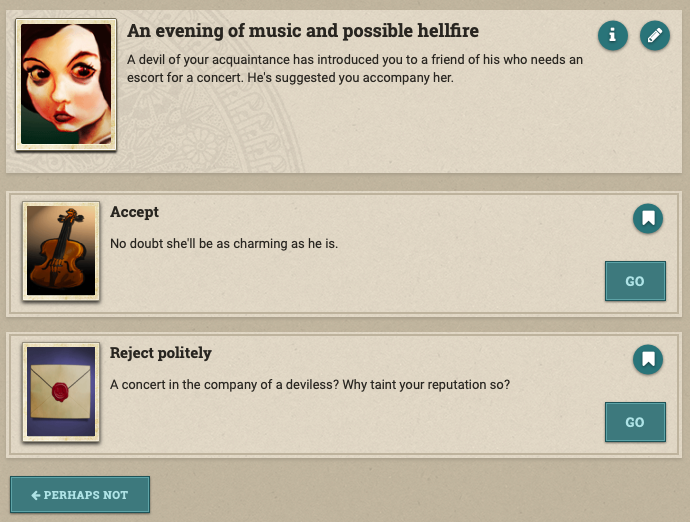 An evening of music and possible hellfire
A devil of your acquaintance has introduced you to a friend of his who needs an
escort for a concert. He's suggested you accompany her.
Accept
No doubt she'll be as charming as he is.
GO
Reject politely
A concert in the company of a deviless? Why taint your reputation so?
GO
PERHAPS NOT